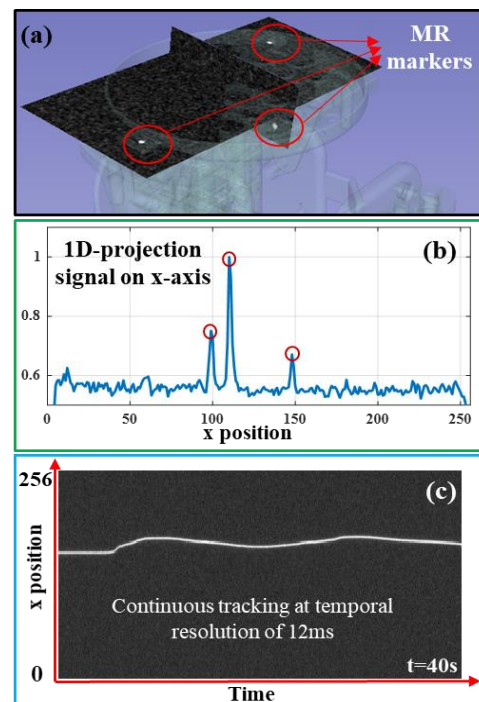 (a)
MR
markers
1D-projection
signal on x-axis
(b)
1
0.8
0.6
0
50
100
150
200
250
x position
256
(c)
x position
Continuous tracking at temporal
resolution of 12ms
0
t=40s
Time